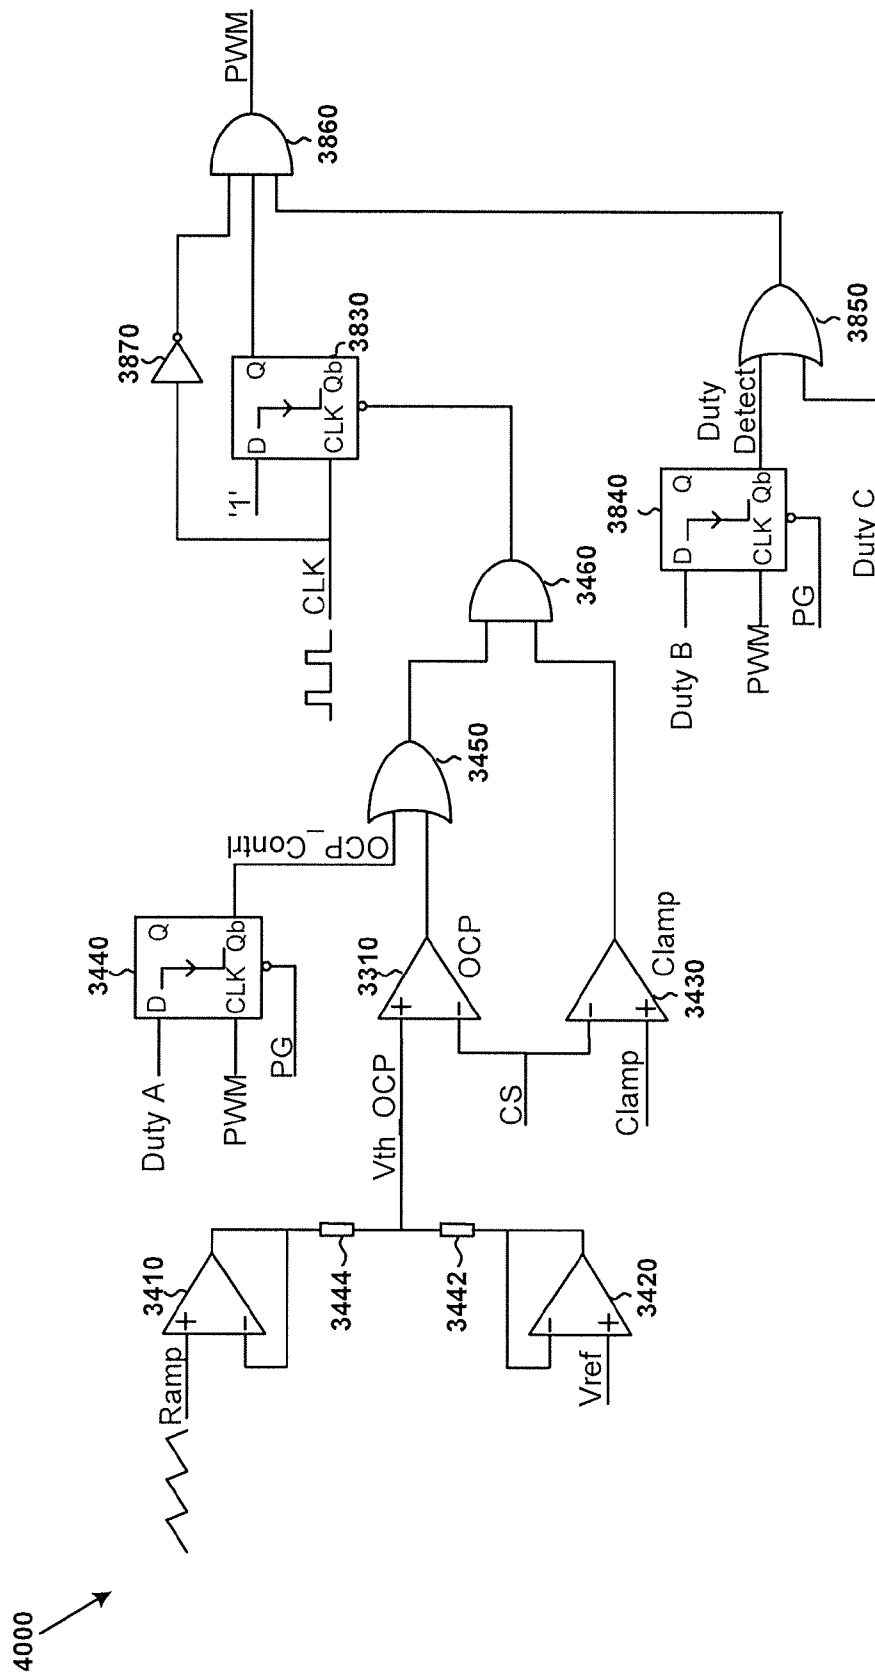 4000
Ramp
3410
+
-
3444
3442
Vref
3420
-
+
Vth_OCP
Duty A
PWM
PG
3440
D
Q
CLK
Qb
OCP_Contrl
CS
Clamp
3310
+
-
OCP
-
+
Clamp
3430
3450
3460
CLK
'1'
3870
D
Q
CLK
Qb
3830
PWM
3860
Duty B
PWM
PG
3840
D
Q
CLK
Qb
Duty
Detect
Duty C
3850